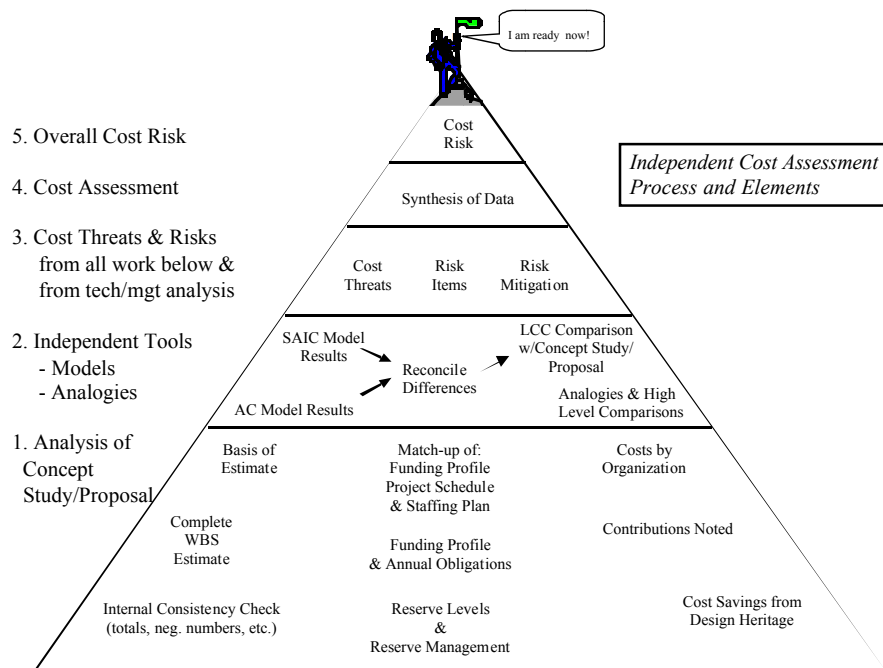 I am ready now!
5. Overall Cost Risk
Cost
Risk
Independent Cost Assessment
Process and Elements
4. Cost Assessment
Synthesis of Data
3. Cost Threats & Risks
from all work below &
from tech/mgt analysis
Cost
Threats
Risk
Items
Risk
Mitigation
2. Independent Tools
- Models
- Analogies
SAIC Model
Results
AC Model Results
Reconcile
Differences
LCC Comparison
w/Concept Study/
Proposal
Analogies & High
Level Comparisons
1. Analysis of
Concept
Study/Proposal
Basis of
Estimate
Match-up of:
Funding Profile
Project Schedule
& Staffing Plan
Costs by
Organization
Complete
WBS
Estimate
Funding Profile
& Annual Obligations
Contributions Noted
Internal Consistency Check
(totals, neg. numbers, etc.)
Reserve Levels
&
Reserve Management
Cost Savings from
Design Heritage